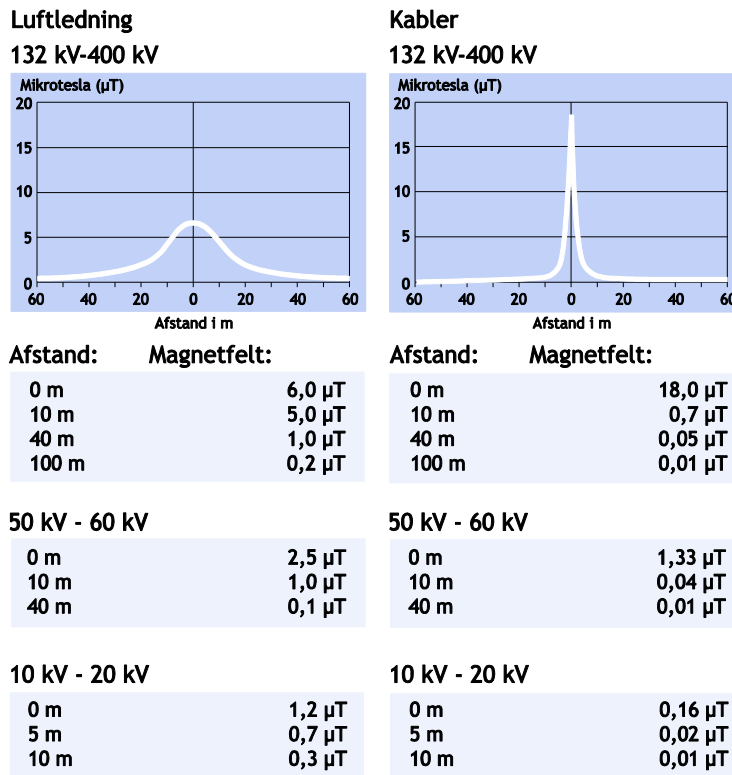 Luftledning
132 kV-400 kV
Mikrotesla (µT)
20
15
10
5
0
60 40 20 0 20 40 60
Afstand i m
Afstand: Magnetfelt:
0 m 6,0 µT
10 m 5,0 µT
40 m 1,0 µT
100 m 0,2 µT
50 kV - 60 kV
0 m 2,5 µT
10 m 1,0 µT
40 m 0,1 µT
10 kV - 20 kV
0 m 1,2 µT
5 m 0,7 µT
10 m 0,3 µT
Kabler
132 kV-400 kV
Mikrotesla (µT)
20
15
10
5
0
60 40 20 0 20 40 60
Afstand i m
Afstand: Magnetfelt:
0 m 18,0 µT
10 m 0,7 µT
40 m 0,05 µT
100 m 0,01 µT
50 kV - 60 kV
0 m 1,33 µT
10 m 0,04 µT
40 m 0,01 µT
10 kV - 20 kV
0 m 0,16 µT
5 m 0,02 µT
10 m 0,01 µT